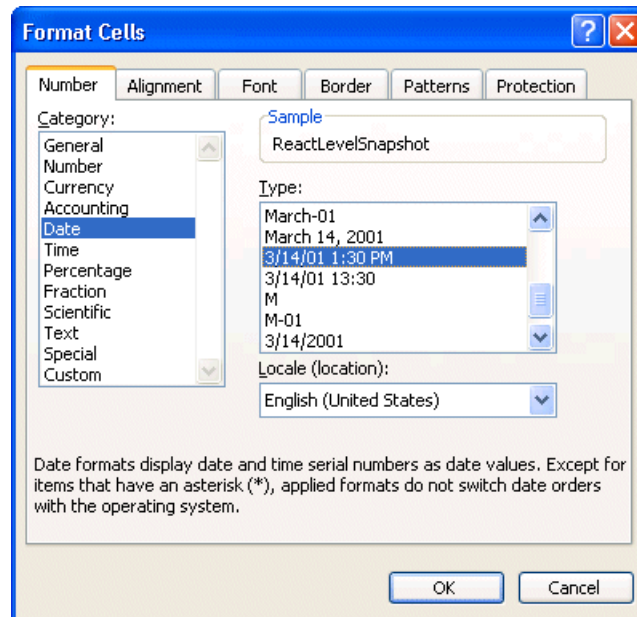 Format Cells
Number Alignment Font Border Patterns Protection
Category:
General
Number
Currency
Accounting
Date
Time
Percentage
Fraction
Scientific
Text
Special
Custom
Sample
ReactLevelSnapshot
Type:
March-01
March 14, 2001
3/14/01 1:30 PM
3/14/01 13:30
M
M-01
3/14/2001
Locale (location):
English (United States)
Date formats display date and time serial numbers as date values. Except for
items that have an asterisk (*), applied formats do not switch date orders
with the operating system.
OK Cancel